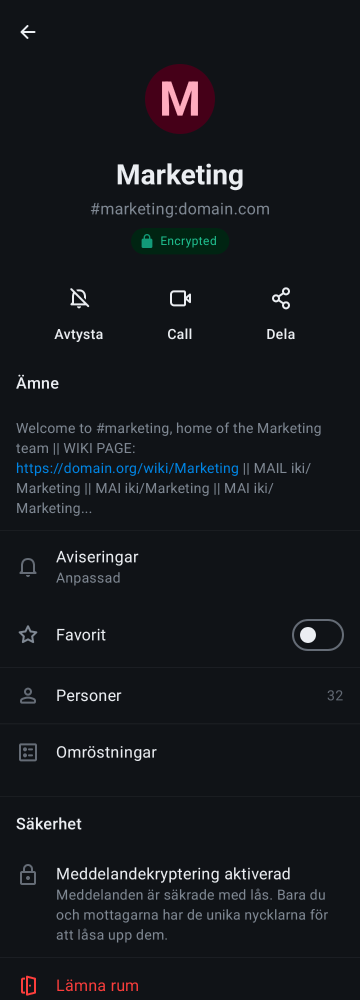 M
Marketing
#marketing:domain.com
Encrypted
Avtysta
Call
Dela
Ämne
Welcome to #marketing, home of the Marketing
team || WIKI PAGE:
https://domain.org/wiki/Marketing || MAIL iki/
Marketing || MAI iki/Marketing || MAI iki/
Marketing...
Aviseringar
Anpassad
Favorit
Personer 32
Omröstningar
Säkerhet
Meddelandekryptering aktiverad
Meddelanden är säkrade med lås. Bara du
och mottagarna har de unika nycklarna för
att låsa upp dem.
Lämna rum